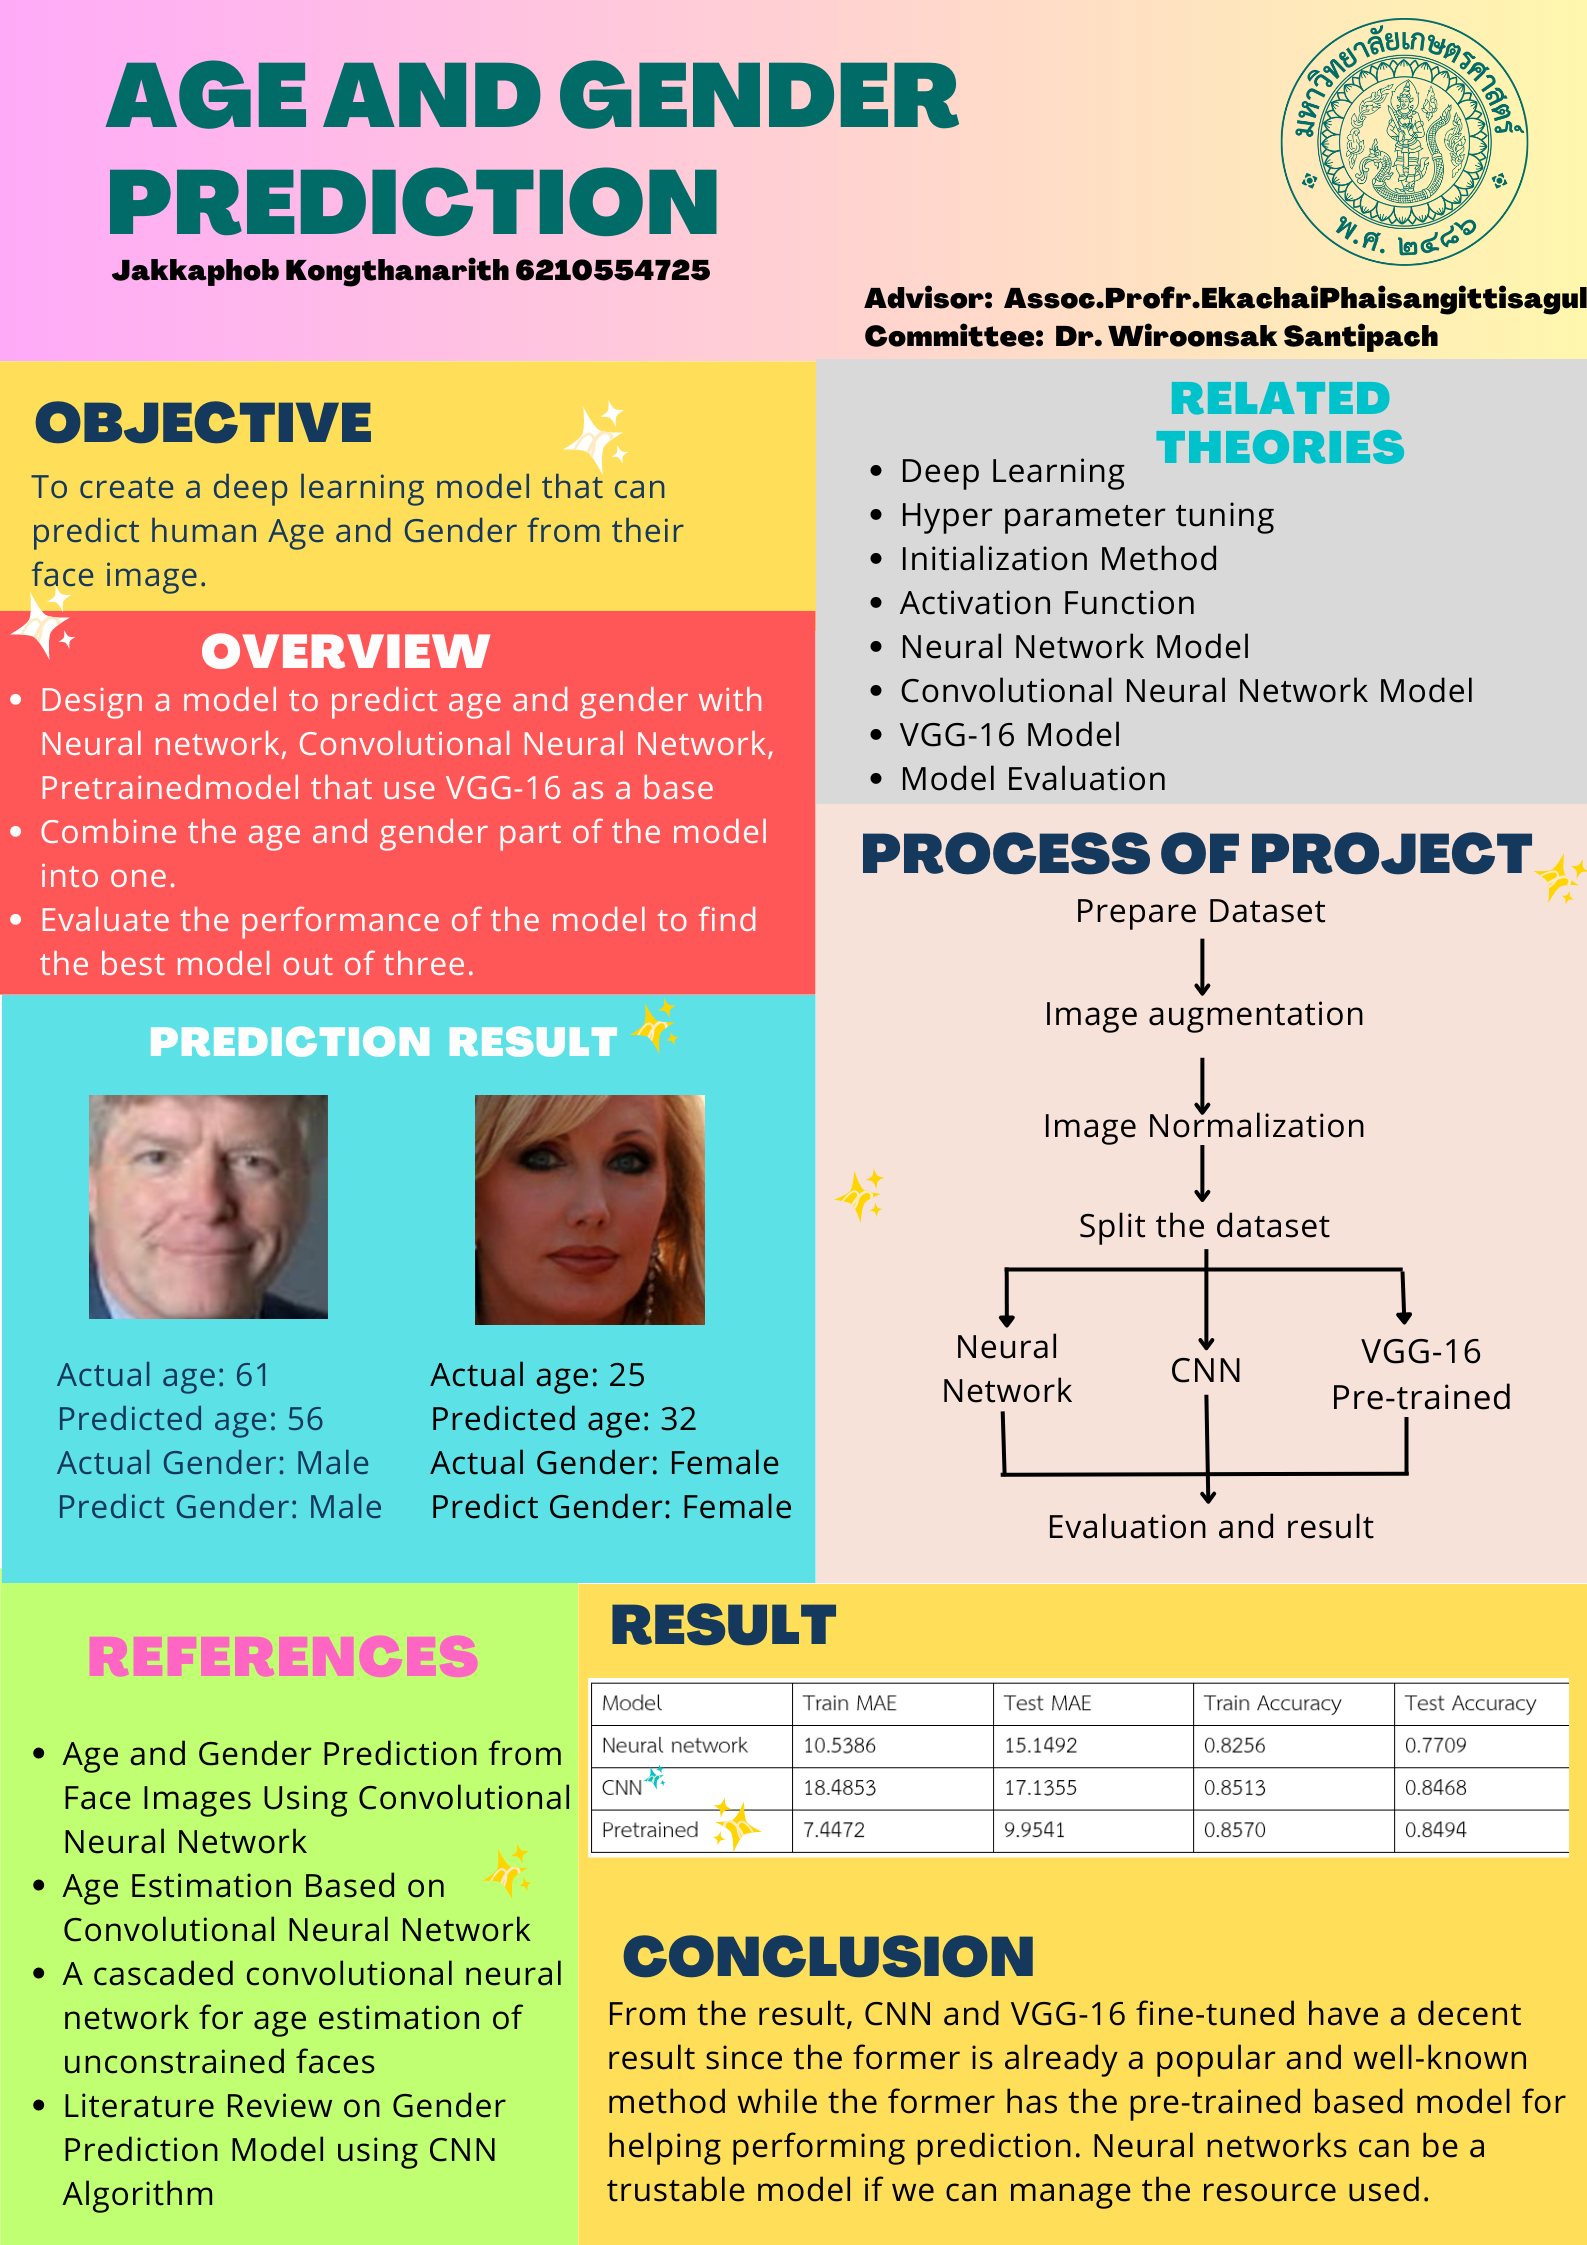 AGE AND GENDER
PREDICTION
Jakkaphob Kongthanarith 6210554725
มหาวิทยาลัยเกษตรศาสตร์
พ.ศ. ๒๔๘๖
Advisor: Assoc.Profr.EkachaiPhaisangittisagul
Committee: Dr. Wiroonsak Santipach
OBJECTIVE
To create a deep learning model that can
predict human Age and Gender from their
face image.
OVERVIEW
• Design a model to predict age and gender with
Neural network, Convolutional Neural Network,
Pretrainedmodel that use VGG-16 as a base
• Combine the age and gender part of the model
into one.
• Evaluate the performance of the model to find
the best model out of three.
PREDICTION RESULT
Actual age: 61
Predicted age: 56
Actual Gender: Male
Predict Gender: Male
Actual age: 25
Predicted age: 32
Actual Gender: Female
Predict Gender: Female
RELATED
THEORIES
• Deep Learning
• Hyper parameter tuning
• Initialization Method
• Activation Function
• Neural Network Model
• Convolutional Neural Network Model
• VGG-16 Model
• Model Evaluation
PROCESS OF PROJECT
Prepare Dataset
Image augmentation
Image Normalization
Split the dataset
Neural
Network
CNN
VGG-16
Pre-trained
Evaluation and result
REFERENCES
• Age and Gender Prediction from
Face Images Using Convolutional
Neural Network
• Age Estimation Based on
Convolutional Neural Network
• A cascaded convolutional neural
network for age estimation of
unconstrained faces
• Literature Review on Gender
Prediction Model using CNN
Algorithm
RESULT
Model Train MAE Test MAE Train Accuracy Test Accuracy
Neural network 10.5386 15.1492 0.8256 0.7709
CNN 18.4853 17.1355 0.8513 0.8468
Pretrained 7.4472 9.9541 0.8570 0.8494
CONCLUSION
From the result, CNN and VGG-16 fine-tuned have a decent
result since the former is already a popular and well-known
method while the former has the pre-trained based model for
helping performing prediction. Neural networks can be a
trustable model if we can manage the resource used.